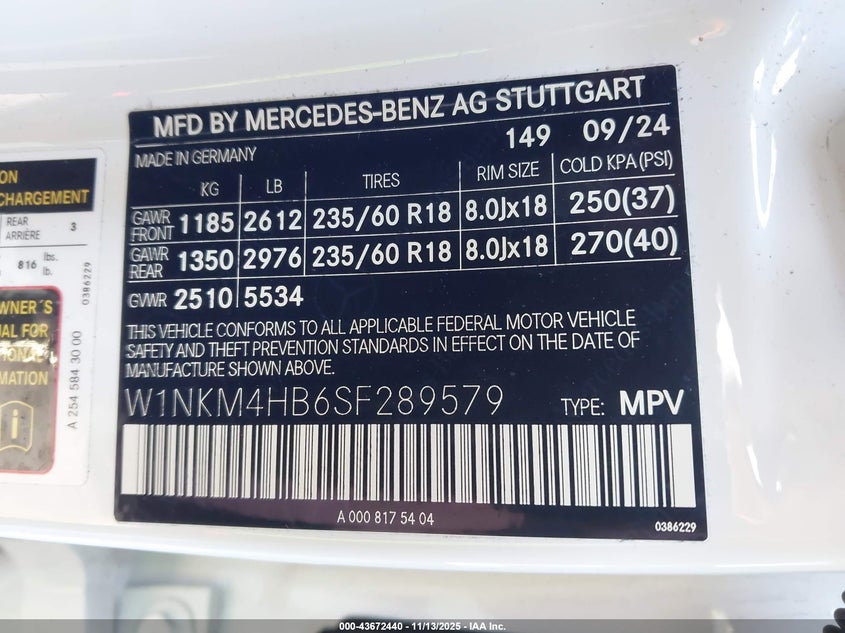 MFD BY MERCEDES-BENZ AG STUTTGART
MADE IN GERMANY 149 09/24
KG LB TIRES RIM SIZE COLD KPA(PSI)
GAWR FRONT 1185 2612 235/60 R18 8.0Jx18 250(37)
GAWR REAR 1350 2976 235/60 R18 8.0Jx18 270(40)
GVWR 2510 5534
THIS VEHICLE CONFORMS TO ALL APPLICABLE FEDERAL MOTOR VEHICLE
SAFETY AND THEFT PREVENTION STANDARDS IN EFFECT ON THE DATE OF
MANUFACTURE SHOWN ABOVE.
W1NKM4HB6SF289579 TYPE: MPV
A 000 817 54 04
0386229
CHARGEMENT
REAR
ARRIÈRE
3
816 lbs.
lb.
0386229
A 254 584 30 00
000-43672440 | 11/13/2025 | IAA Inc.